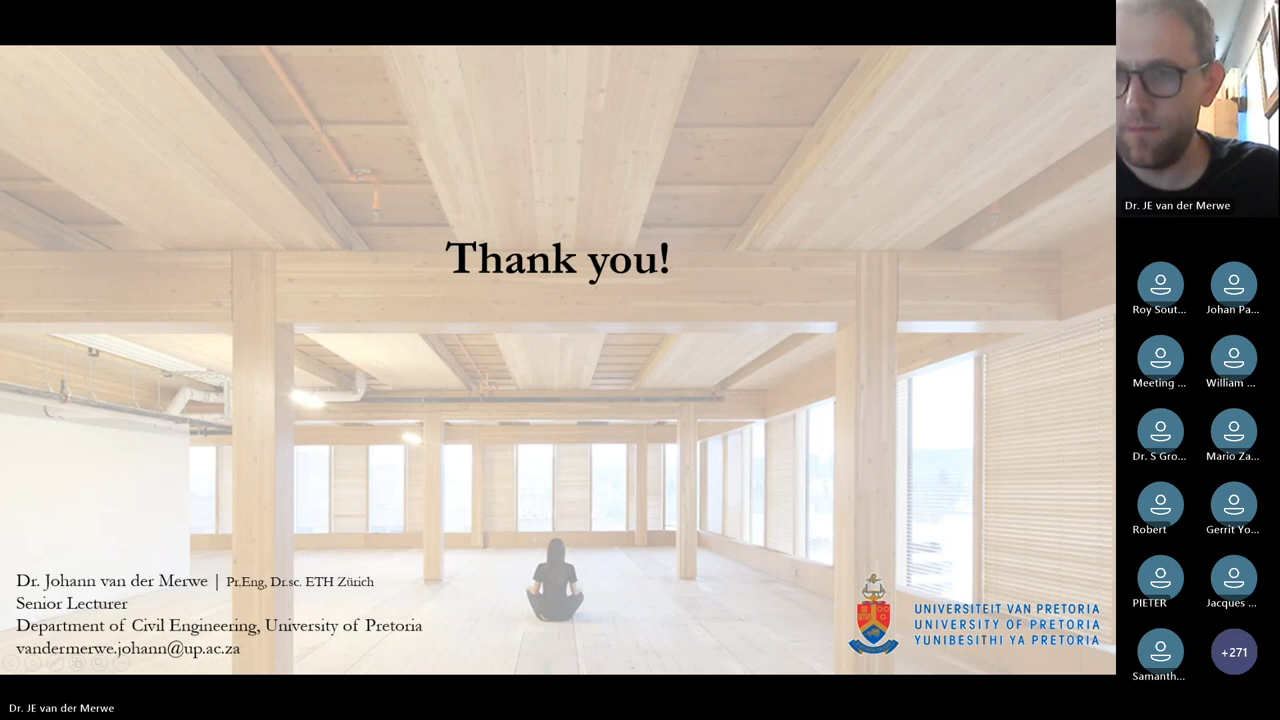 Thank you!
Dr. Johann van der Merwe | Pr.Eng, Dr.sc. ETH Zürich
Senior Lecturer
Department of Civil Engineering, University of Pretoria
vandermerwe.johann@up.ac.za
UNIVERSITEIT VAN PRETORIA
UNIVERSITY OF PRETORIA
YUNIBESITHI YA PRETORIA
Dr. JE van der Merwe
Roy Sout...
Johan Pa...
Meeting ...
William ...
Dr. S Gro...
Mario Za...
Robert
Gerrit Yo...
PIETER
Jacques ...
Samanth...
+271
Dr. JE van der Merwe